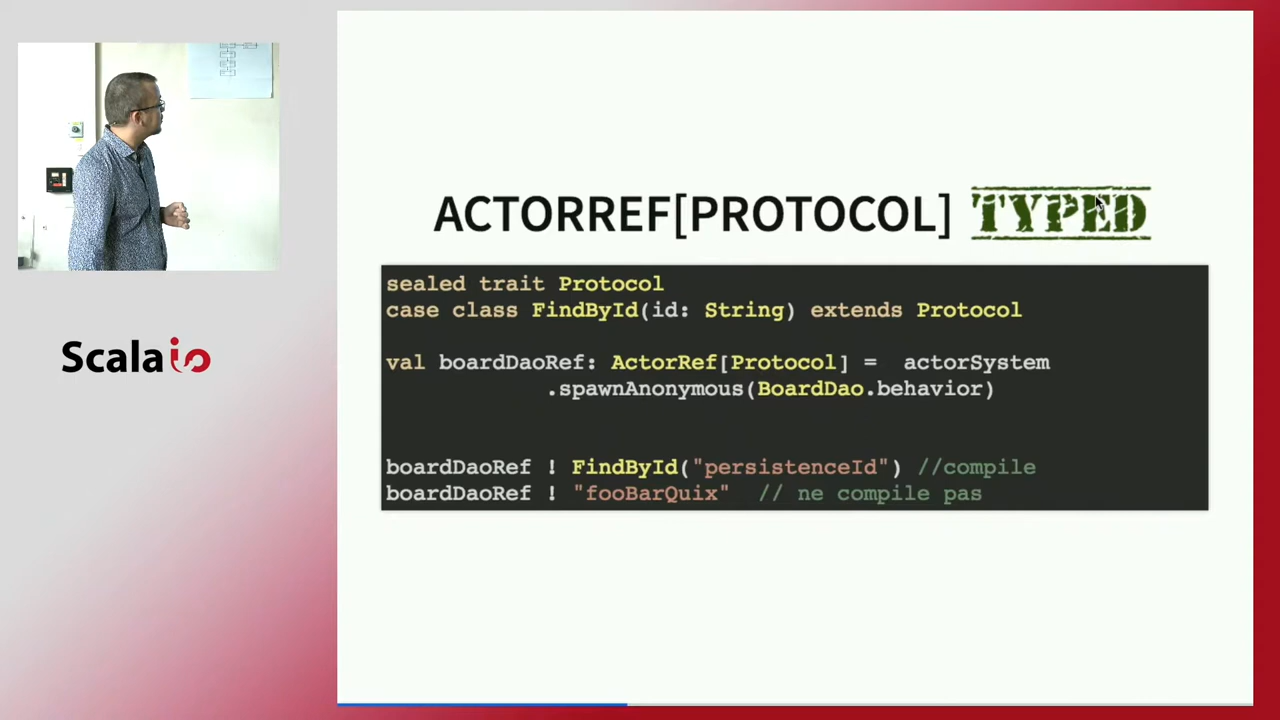 Scala
io
ACTORREF[PROTOCOL] TYPED
sealed trait Protocol
case class FindById(id: String) extends Protocol
val boardDaoRef: ActorRef[Protocol] =  actorSystem
.spawnAnonymous(BoardDao.behavior)
boardDaoRef ! FindById("persistenceId") //compile
boardDaoRef ! "fooBarQuix"  // ne compile pas